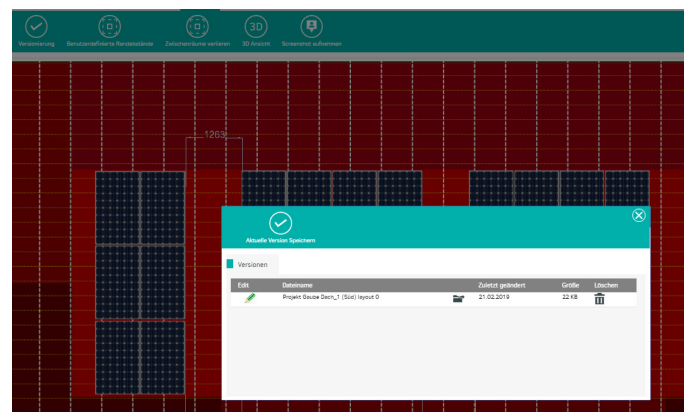 Versionierung Benutzerdefinierte Randabstände Zwischenräume variieren 3D Ansicht Screenshot aufnehmen
3D
1263
Aktuelle Version Speichern
Versionen
Edit Dateiname Zuletzt geändert Größe Löschen
Projekt Gaube Dach_1 (Süd) layout 0 21.02.2019 22 KB